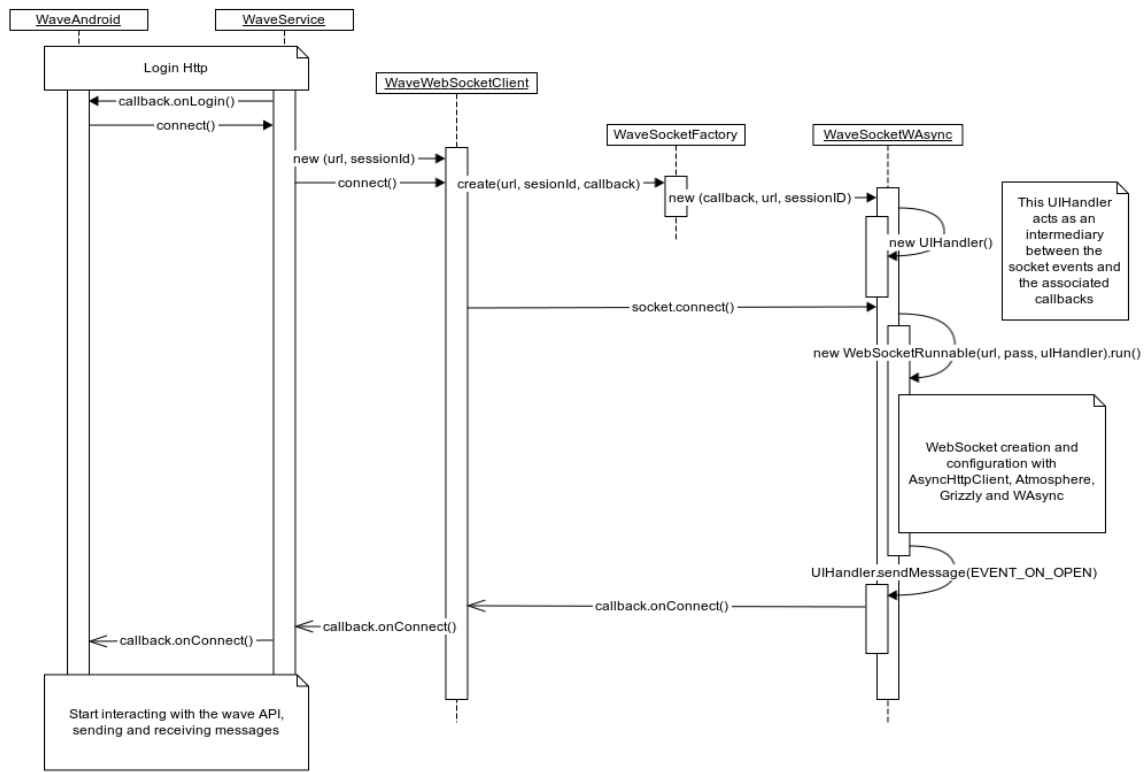 WaveAndroid
WaveService
Login Http
WaveWebSocketClient
callback.onLogin()
connect()
WaveSocketFactory
WaveSocketWAsync
new (url, sessionId)
connect()
create(url, sesionId, callback)
new (callback, url, sessionID)
This UIHandler
acts as an
intermediary
between the
socket events and
the associated
callbacks
new UIHandler()
socket.connect()
new WebSocketRunnable(url, pass, uIHandler).run()
WebSocket creation and
configuration with
AsyncHttpClient, Atmosphere,
Grizzly and WAsync
UIHandler.sendMessage(EVENT_ON_OPEN)
callback.onConnect()
callback.onConnect()
callback.onConnect()
Start interacting with the wave API,
sending and receiving messages